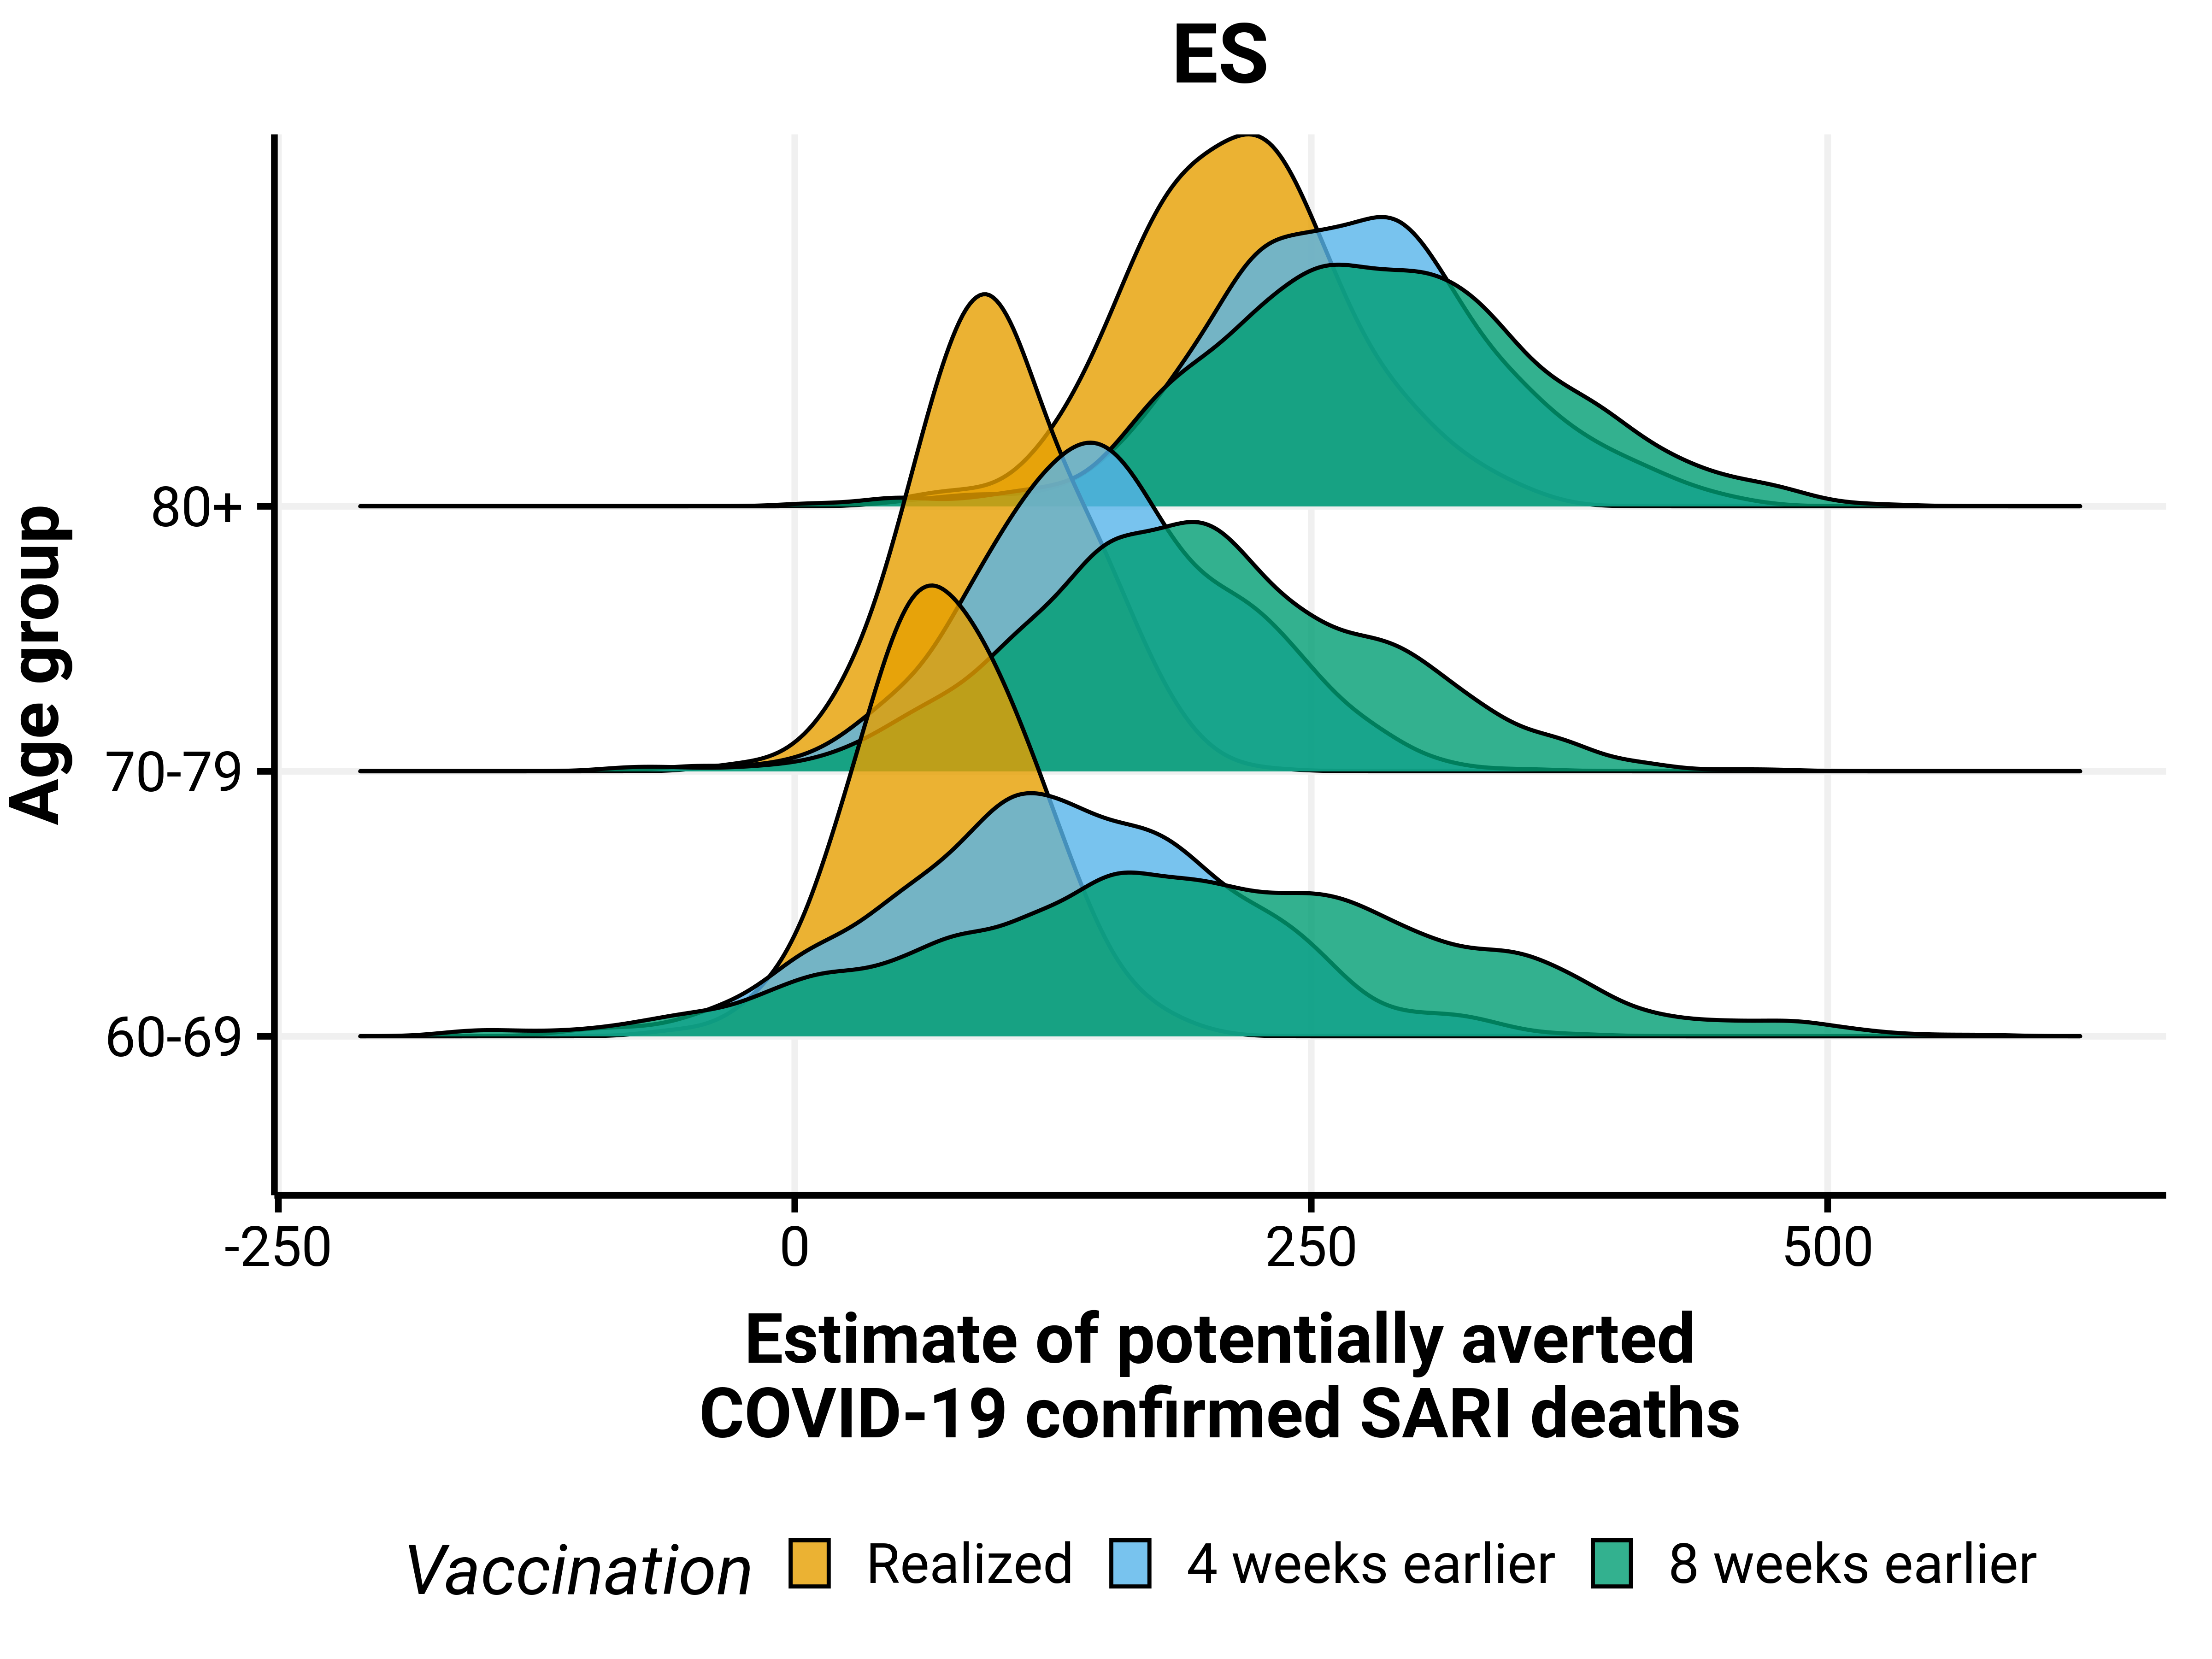 ES
Age group
80+
70-79
60-69
-250 0 250 500
Estimate of potentially averted
COVID-19 confirmed SARI deaths
Vaccination Realized 4 weeks earlier 8 weeks earlier